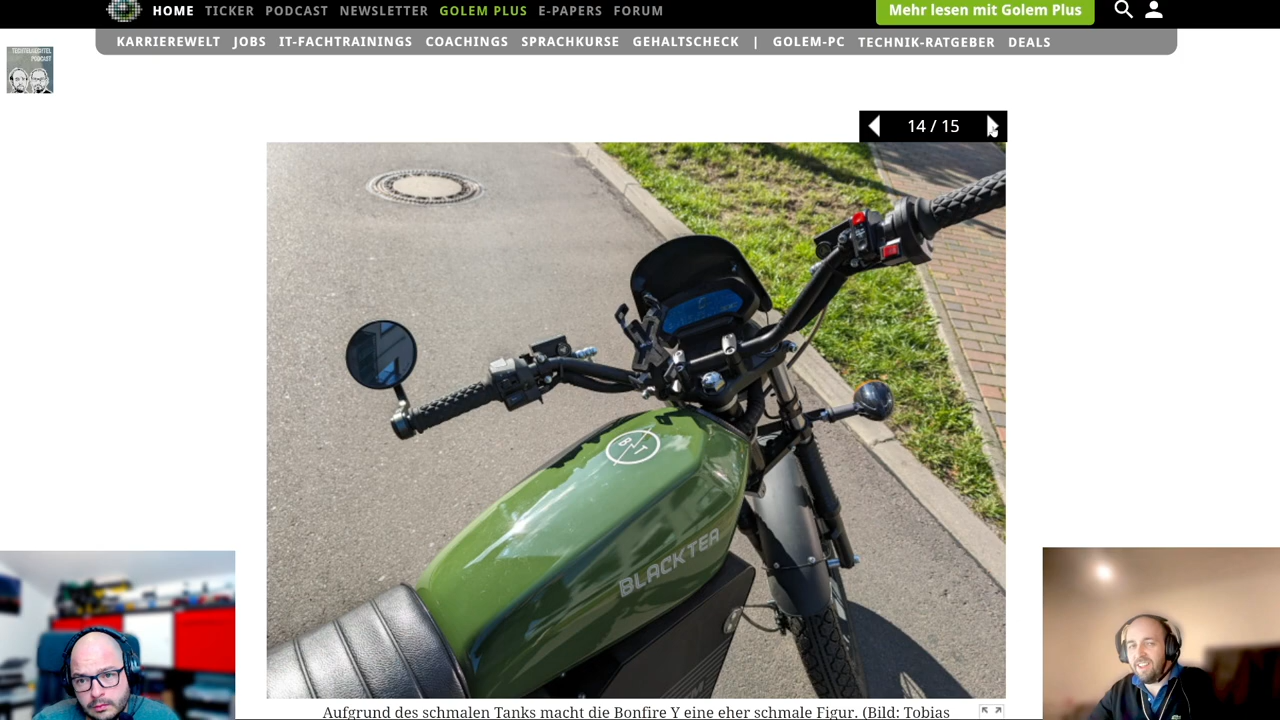 HOME TICKER PODCAST NEWSLETTER GOLEM PLUS E-PAPERS FORUM
Mehr lesen mit Golem Plus
KARRIEREWELT JOBS IT-FACHTRAININGS COACHINGS SPRACHKURSE GEHALTSCHECK | GOLEM-PC TECHNIK-RATGEBER DEALS
PODCAST
14 / 15
BT
BLACKTEA
Aufgrund des schmalen Tanks macht die Bonfire Y eine eher schmale Figur. (Bild: Tobias